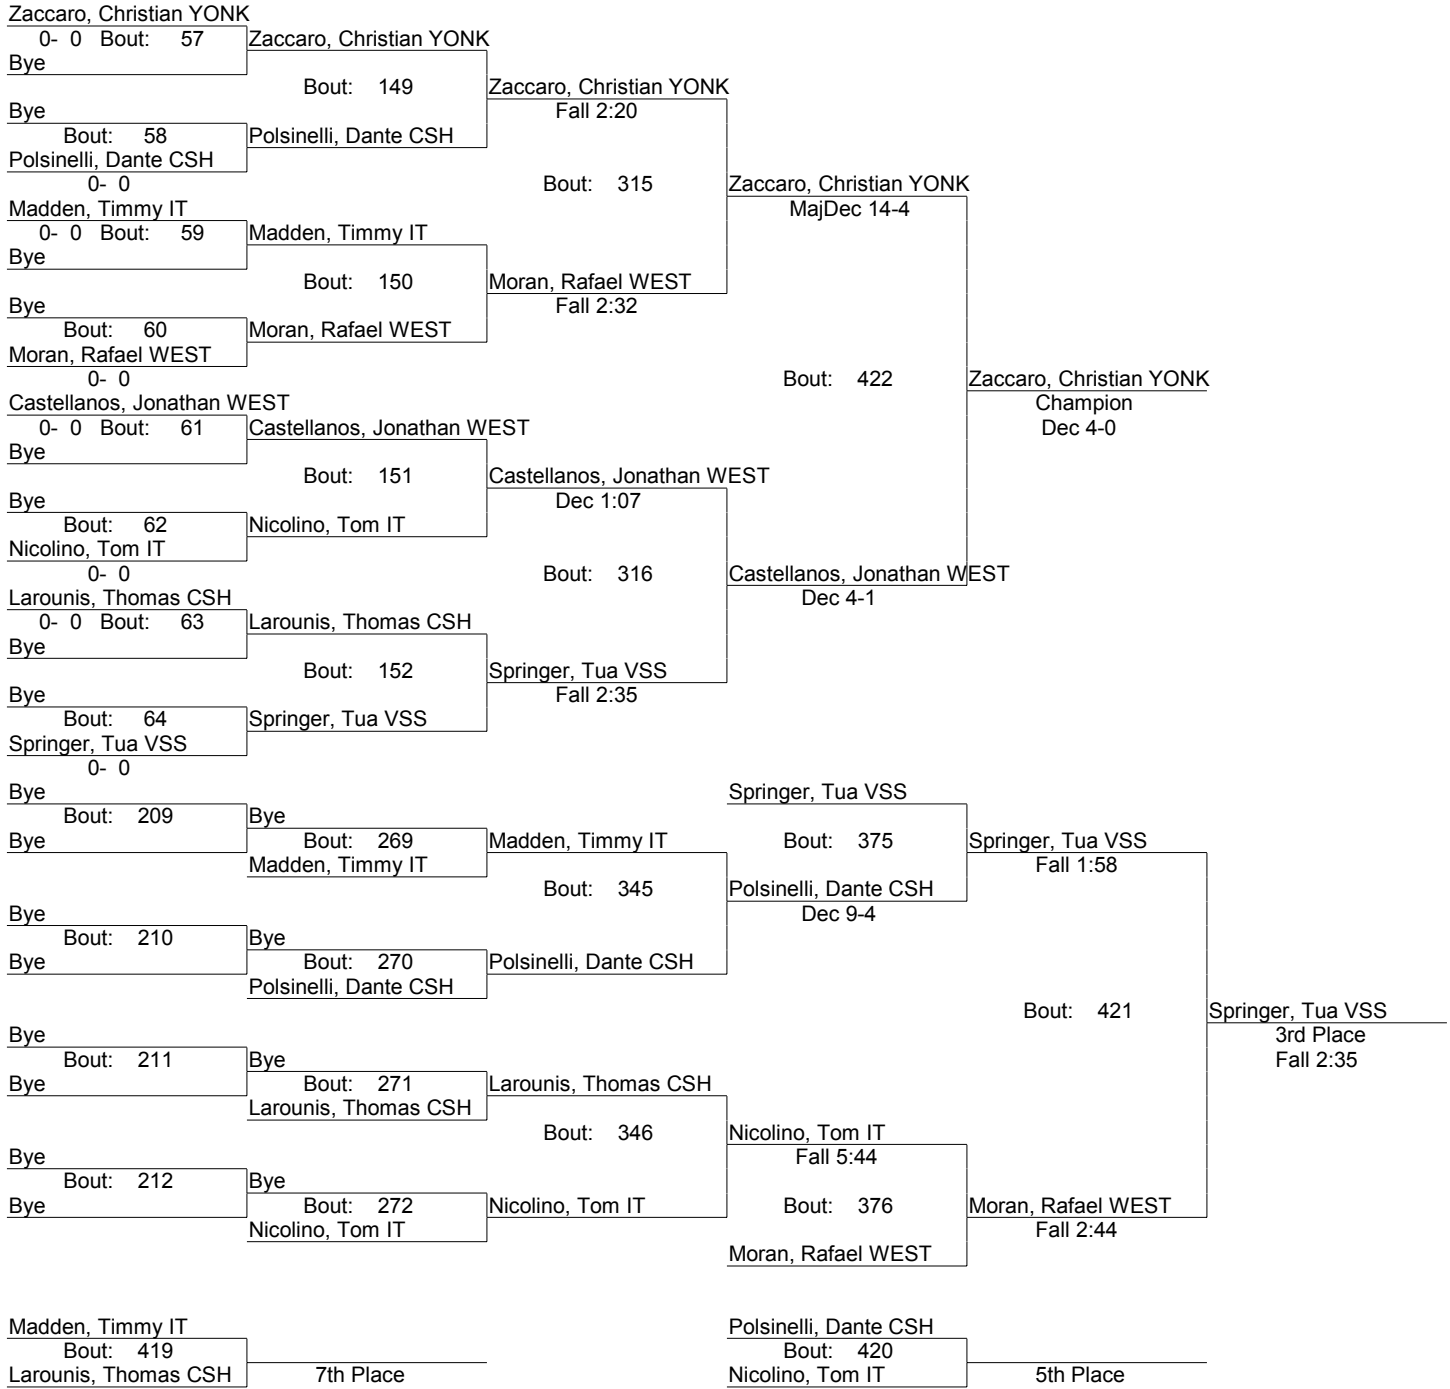 Zaccaro, Christian YONK
0- 0 Bout: 57 Zaccaro, Christian YONK
Bye
Bout: 149 Zaccaro, Christian YONK
Bye Fall 2:20
Bout: 58 Polsinelli, Dante CSH
Polsinelli, Dante CSH
0- 0 Bout: 315 Zaccaro, Christian YONK
Madden, Timmy IT MajDec 14-4
0- 0 Bout: 59 Madden, Timmy IT
Bye
Bout: 150 Moran, Rafael WEST
Bye Fall 2:32
Bout: 60 Moran, Rafael WEST
Moran, Rafael WEST
0- 0 Bout: 422 Zaccaro, Christian YONK
Castellanos, Jonathan WEST Champion
0- 0 Bout: 61 Castellanos, Jonathan WEST Dec 4-0
Bye
Bout: 151 Castellanos, Jonathan WEST
Bye Dec 1:07
Bout: 62 Nicolino, Tom IT
Nicolino, Tom IT
0- 0 Bout: 316 Castellanos, Jonathan WEST
Larounis, Thomas CSH Dec 4-1
0- 0 Bout: 63 Larounis, Thomas CSH
Bye
Bout: 152 Springer, Tua VSS
Bye Fall 2:35
Bout: 64 Springer, Tua VSS
Springer, Tua VSS
0- 0
Bye Springer, Tua VSS
Bout: 209 Bye
Bye Bout: 269 Madden, Timmy IT Bout: 375 Springer, Tua VSS
Madden, Timmy IT Fall 1:58
Bout: 345 Polsinelli, Dante CSH
Bye Dec 9-4
Bout: 210 Bye
Bye Bout: 270 Polsinelli, Dante CSH
Polsinelli, Dante CSH
Bout: 421 Springer, Tua VSS
Bye 3rd Place
Bout: 211 Bye Fall 2:35
Bye Bout: 271 Larounis, Thomas CSH
Larounis, Thomas CSH
Bout: 346 Nicolino, Tom IT
Bye Fall 5:44
Bout: 212 Bye
Bye Bout: 272 Nicolino, Tom IT Bout: 376 Moran, Rafael WEST
Nicolino, Tom IT Fall 2:44
Moran, Rafael WEST
Madden, Timmy IT Polsinelli, Dante CSH
Bout: 419 Bout: 420
Larounis, Thomas CSH 7th Place Nicolino, Tom IT 5th Place